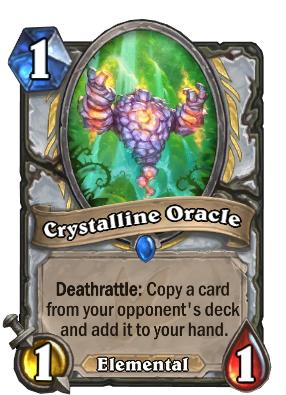 1
Crystalline Oracle
Deathrattle: Copy a card
from your opponent's deck
and add it to your hand.
1
Elemental
1